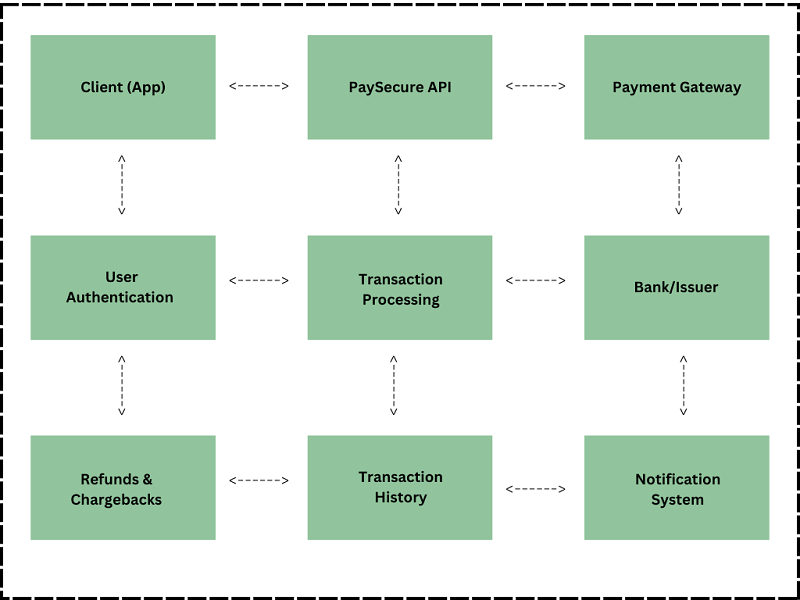 Client (App)
PaySecure API
Payment Gateway
User
Authentication
Transaction
Processing
Bank/Issuer
Refunds &
Chargebacks
Transaction
History
Notification
System